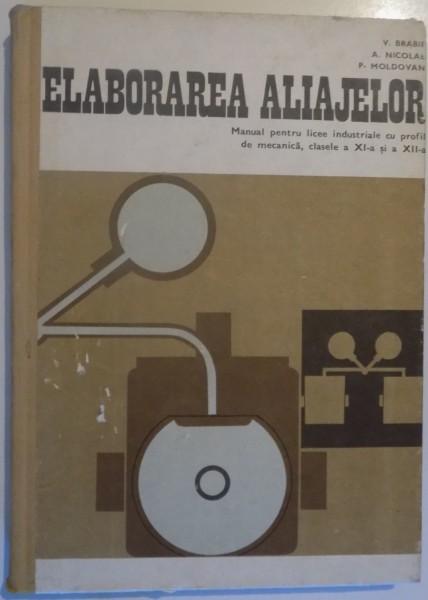 V. BRABIE
A. NICOLAE
P. MOLDOVAN
ELABORAREA ALIAJELOR
Manual pentru licee industriale cu profil
de mecanică, clasele a XI-a și a XII-a